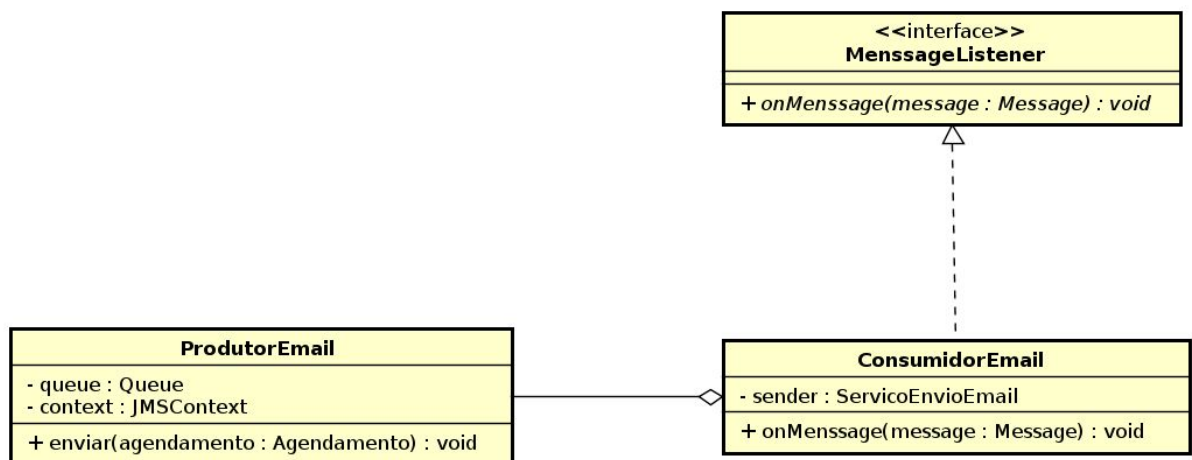 <<interface>>
MenssageListener
+ onMenssage(message : Message) : void
ProdutorEmail
- queue : Queue
- context : JMSContext
+ enviar(agendamento : Agendamento) : void
ConsumidorEmail
- sender : ServicoEnvioEmail
+ onMenssage(message : Message) : void